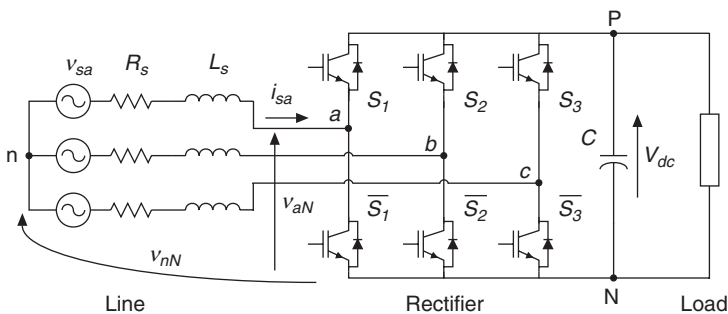 P
v_sa R_s L_s
i_sa
S_1 S_2 S_3
a
b
c
n
C
V_dc
v_aN
S̅_1 S̅_2 S̅_3
v_nN
N
Line Rectifier Load